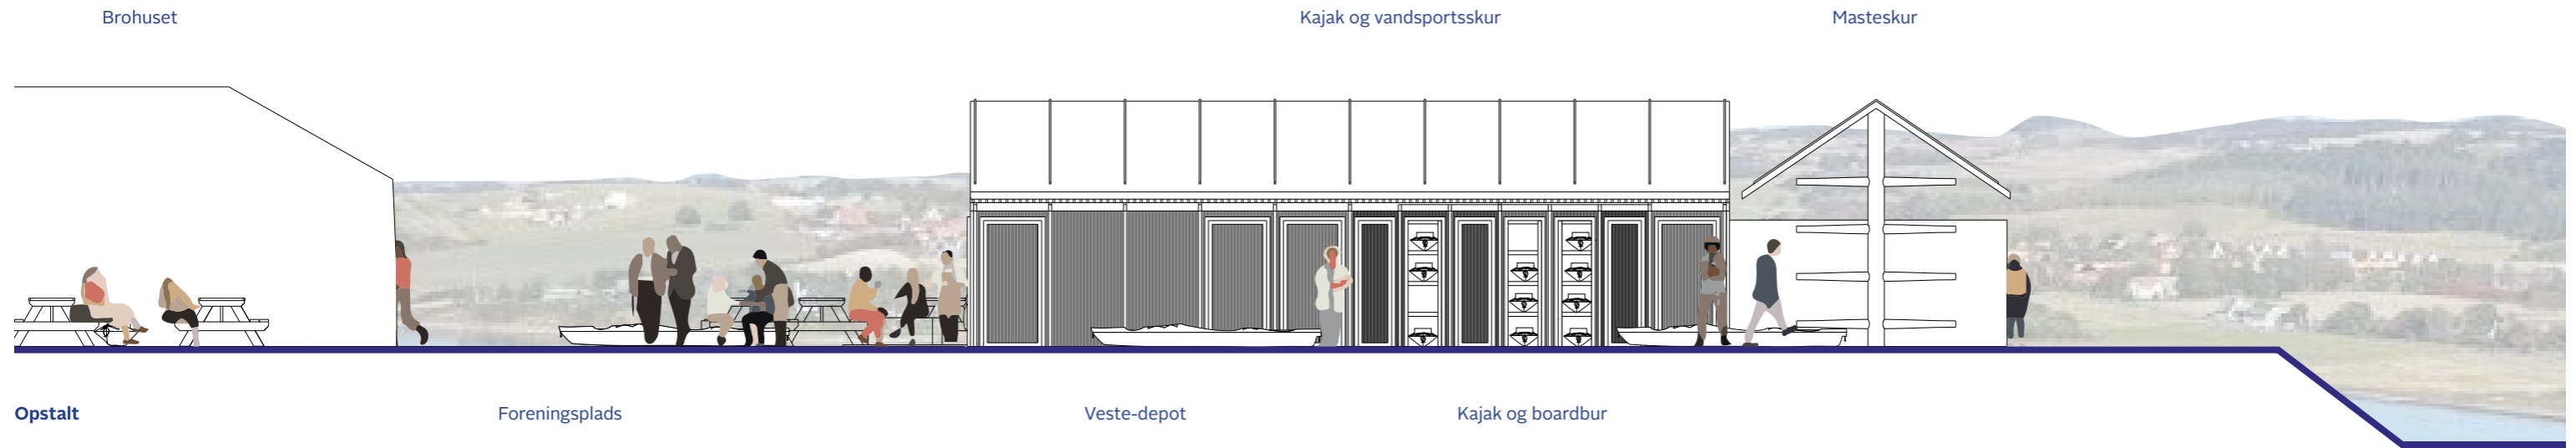 Brohuset
Kajak og vandsportsskur
Masteskur
Opstalt
Foreningsplads
Veste-depot
Kajak og boardbur